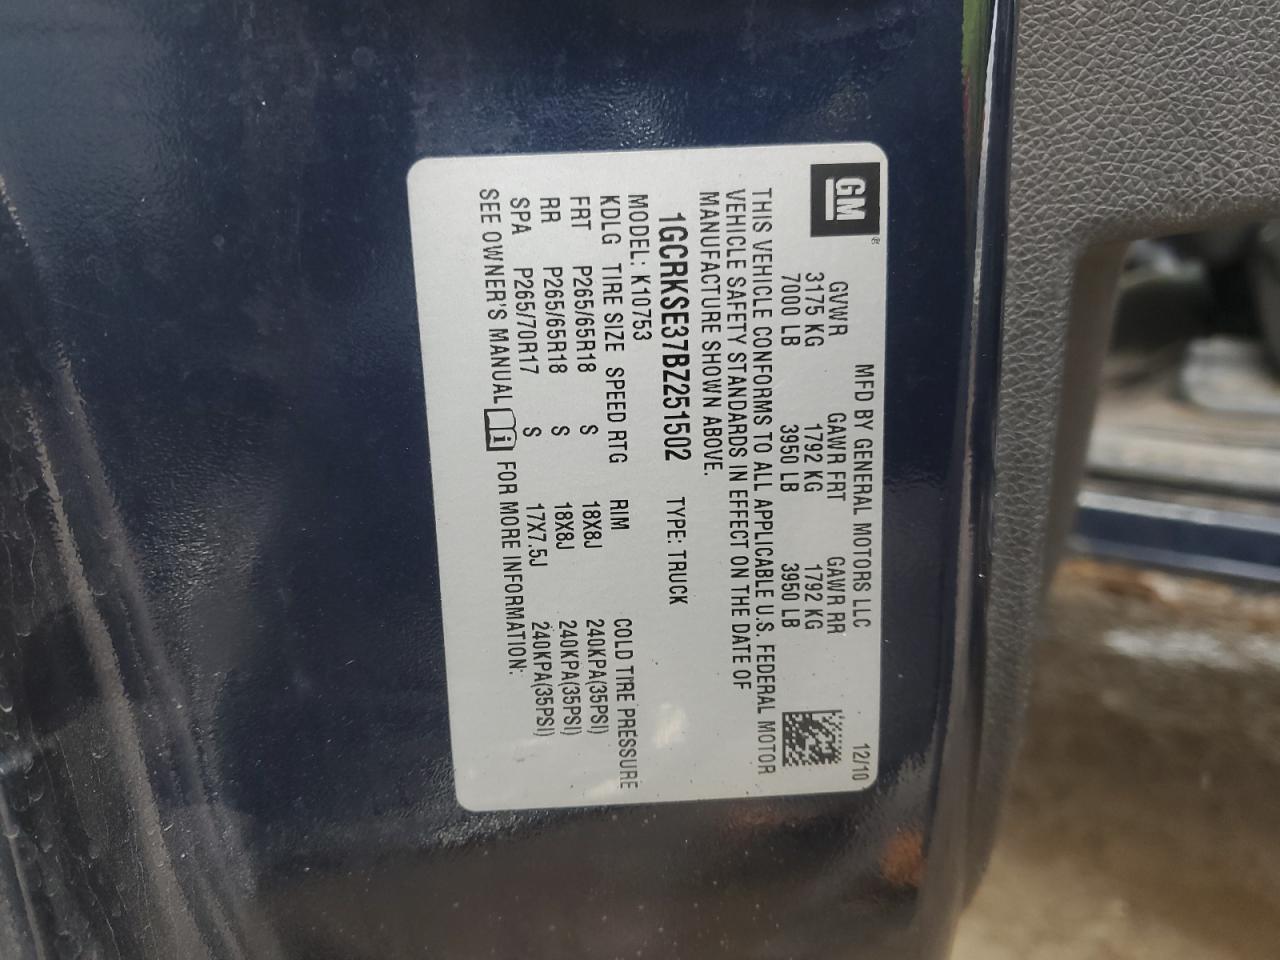 GM®
MFD BY GENERAL MOTORS LLC 12/10
GVWR GAWR FRT GAWR RR
3175 KG 1792 KG 1792 KG
7000 LB 3950 LB 3950 LB
THIS VEHICLE CONFORMS TO ALL APPLICABLE U.S. FEDERAL MOTOR
VEHICLE SAFETY STANDARDS IN EFFECT ON THE DATE OF
MANUFACTURE SHOWN ABOVE.
1GCRKSE37BZ251502 TYPE: TRUCK
MODEL: K10753
KDLG TIRE SIZE SPEED RTG RIM COLD TIRE PRESSURE
FRT P265/65R18 S 18X8J 240KPA(35PSI)
RR P265/65R18 S 18X8J 240KPA(35PSI)
SPA P265/70R17 S 17X7.5J 240KPA(35PSI)
SEE OWNER'S MANUAL i FOR MORE INFORMATION.